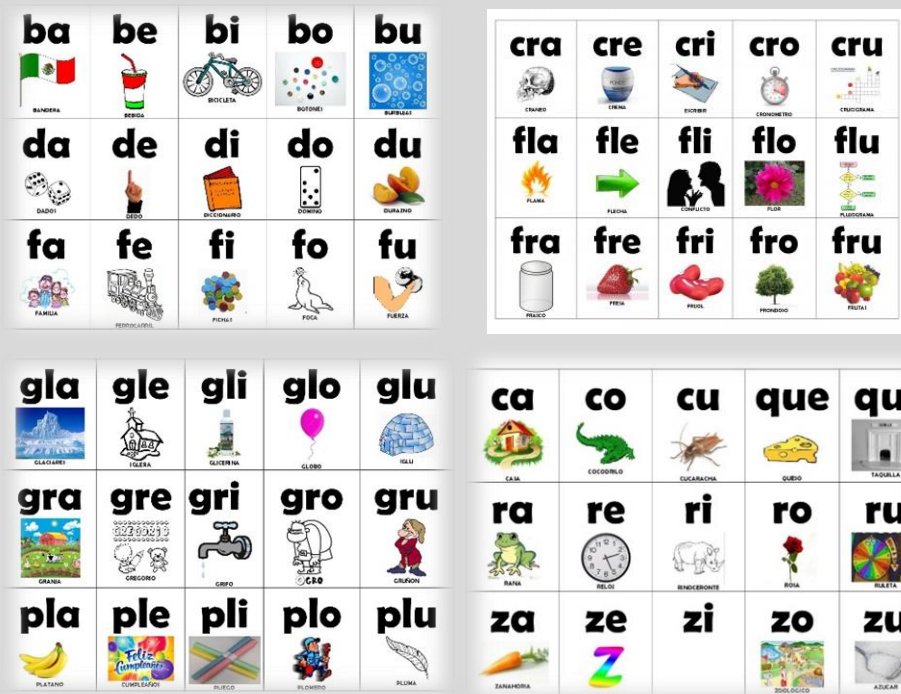 ba be bi bo bu
BANDERA BEBIDA BICICLETA BOTONES BURBUJAS
da de di do du
DADOS DEDO DICCIONARIO DOMINO DURAZNO
fa fe fi fo fu
FAMILIA FERROCARRIL FICHAS FOCA FUERZA
cra cre cri cro cru
CRANEO CREMA ESCRIBIR CRONOMETRO CRUCIGRAMA
fla fle fli flo flu
FLAMA FLECHA CONFLICTO FLOR FLUJOGRAMA
fra fre fri fro fru
FRASCO FRESA FRIJOL FRONDOSO FRUTAS
gla gle gli glo glu
GLACIARES IGLESIA GLICERINA GLOBO IGLU
gra gre gri gro gru
GREGORIO
GRANJA GREGORIO GRIFO OGRO GRUÑON
pla ple pli plo plu
Feliz
Cumpleaños
PLATANO CUMPLEAÑOS PLIEGO PLOMERO PLUMA
ca co cu que qu
CASA COCODRILO CUCARACHA QUESO TAQUILLA
ra re ri ro ru
RANA RELOJ RINOCERONTE ROSA RULETA
za ze zi zo zu
Z
ZANAHORIA ZOOLOGICO AZUCAR